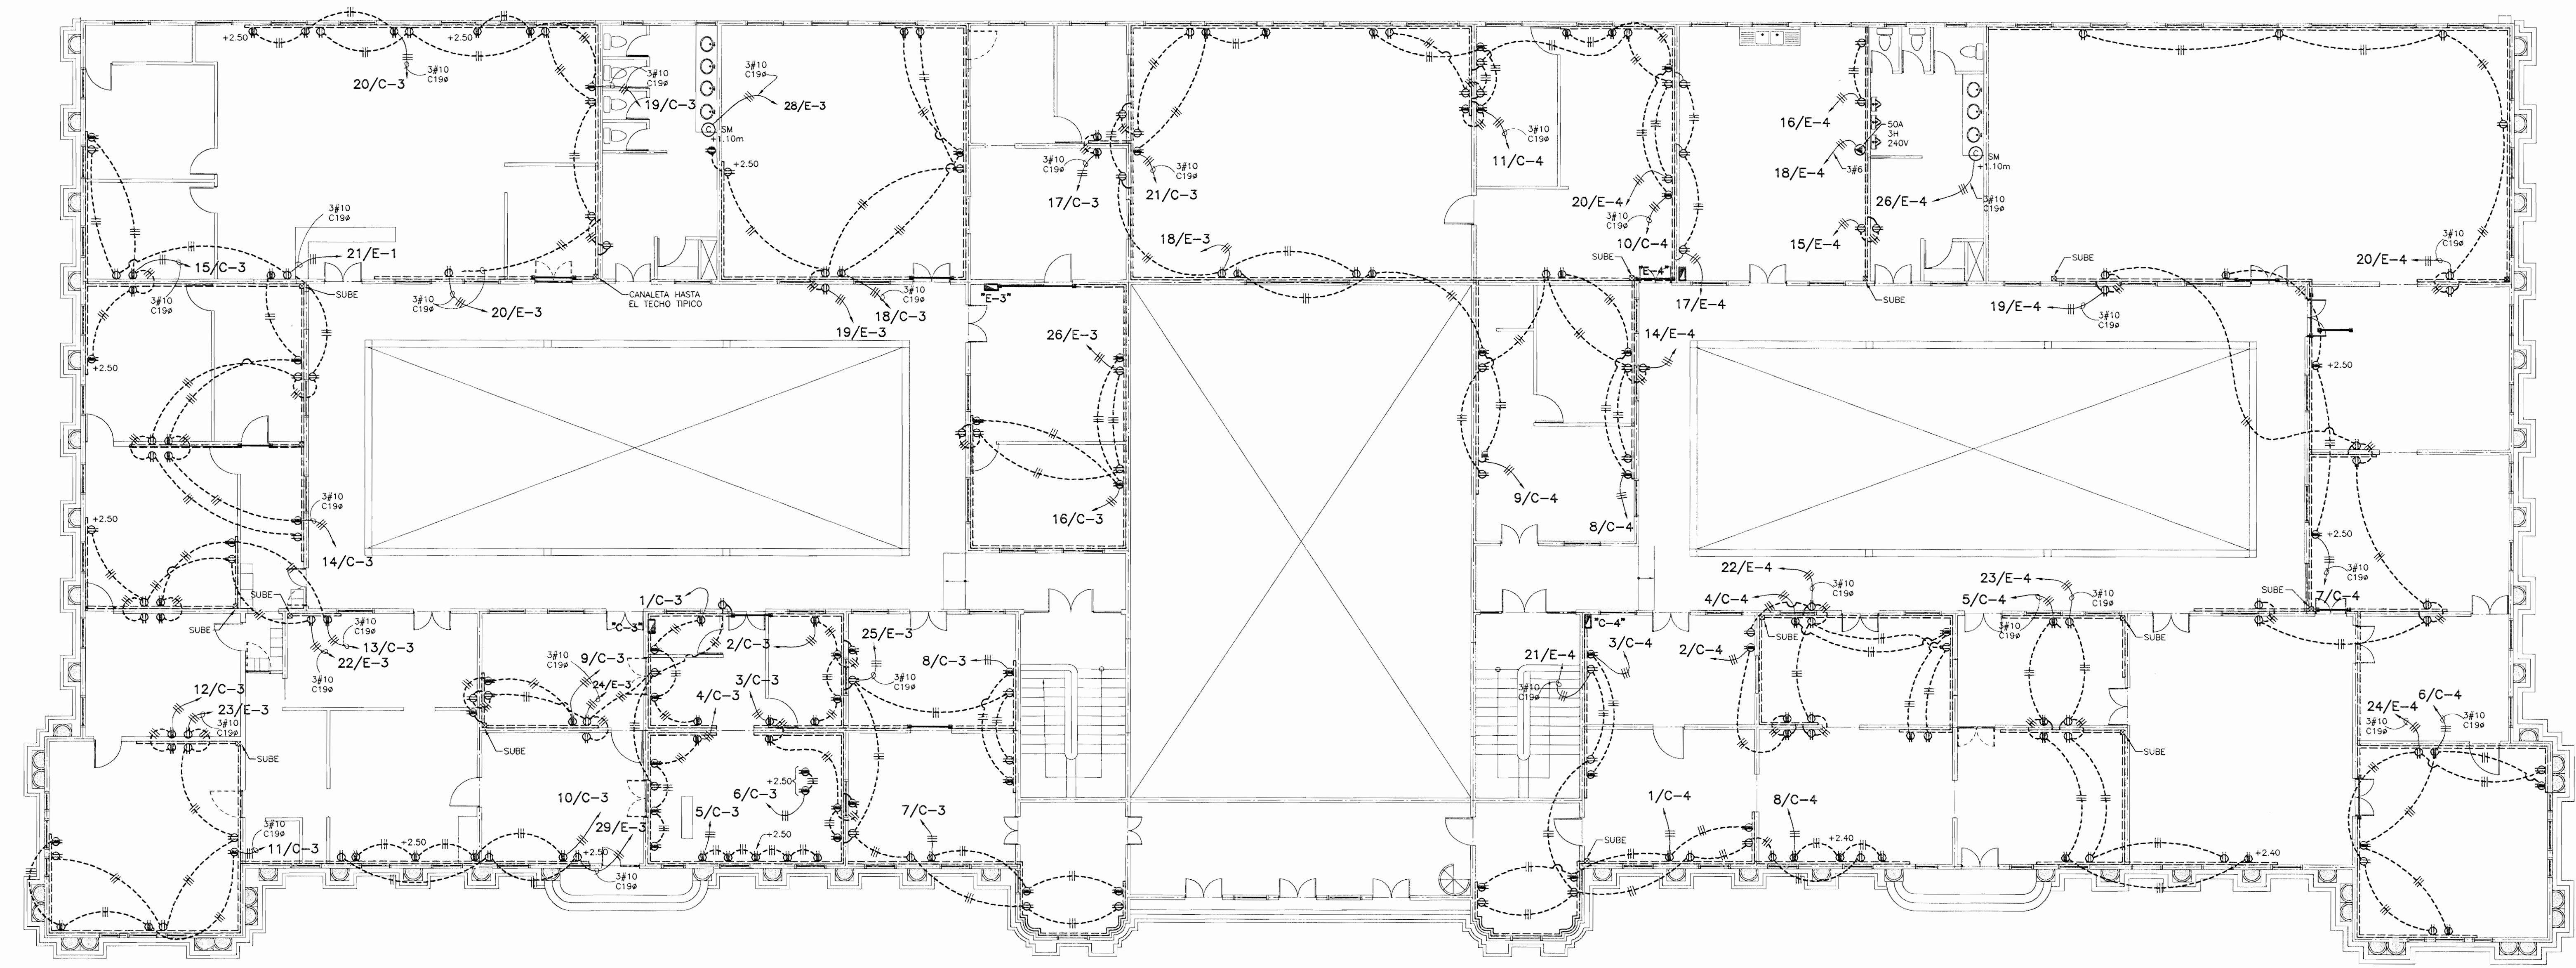 +2.50
+2.50
20/C-3
3#10
C19ø
3#10
C19ø
19/C-3
3#10
C19ø
28/E-3
SM
+1.10m
+2.50
3#10
C19ø
17/C-3
3#10
C19ø
21/C-3
3#10
C19ø
11/C-4
16/E-4
50A
3H
240V
18/E-4
3#6
SM
+1.10m
26/E-4
3#10
C19ø
20/E-4
3#10
C19ø
10/C-4
15/E-4
3#10
C19ø
20/E-4
3#10
C19ø
21/E-1
15/C-3
3#10
C19ø
SUBE
3#10
C19ø
20/E-3
CANALETA HASTA
EL TECHO TIPICO
3#10
C19ø
18/C-3
19/E-3
"E-3"
18/E-3
SUBE
"E-4"
17/E-4
SUBE
SUBE
19/E-4
3#10
C19ø
+2.50
26/E-3
14/E-4
+2.50
+2.50
3#10
C19ø
14/C-3
16/C-3
9/C-4
8/C-4
+2.50
3#10
C19ø
7/C-4
SUBE
SUBE
SUBE
13/C-3
3#10
C19ø
22/E-3
3#10
C19ø
1/C-3
"C-3"
2/C-3
25/E-3
3#10
C19ø
8/C-3
3#10
C19ø
9/C-3
24/E-3
4/C-3
3/C-3
12/C-3
23/E-3
3#10
C19ø
SUBE
SUBE
22/E-4
3#10
C19ø
4/C-4
23/E-4
5/C-4
3#10
C19ø
3#10
C19ø
"C-4"
3/C-4
2/C-4
SUBE
SUBE
21/E-4
3#10
C19ø
6/C-4
24/E-4
3#10
C19ø
3#10
C19ø
SUBE
+2.50
6/C-3
5/C-3
+2.50
7/C-3
10/C-3
29/E-3
+2.50
+2.50
3#10
C19ø
3#10
C19ø
11/C-3
1/C-4
8/C-4
SUBE
+2.40
+2.40